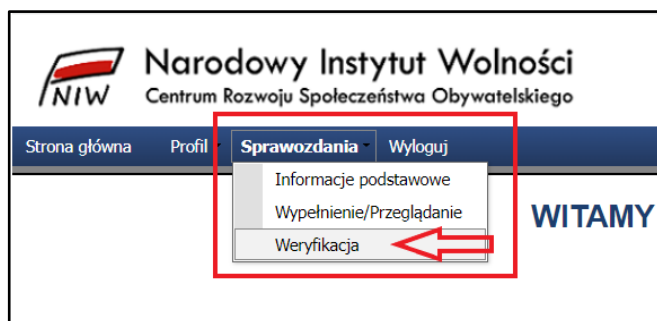 NIW
Narodowy Instytut Wolności
Centrum Rozwoju Społeczeństwa Obywatelskiego
Strona główna Profil Sprawozdania Wyloguj
Informacje podstawowe
Wypełnienie/Przeglądanie
Weryfikacja
WITAMY